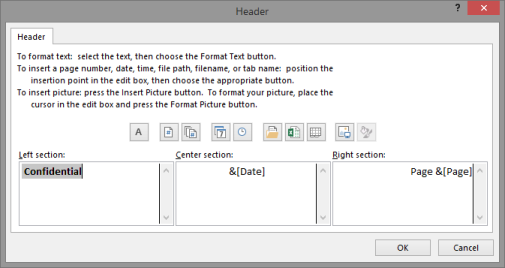 Header
? ×
Header
To format text: select the text, then choose the Format Text button.
To insert a page number, date, time, file path, filename, or tab name: position the
insertion point in the edit box, then choose the appropriate button.
To insert picture: press the Insert Picture button. To format your picture, place the
cursor in the edit box and press the Format Picture button.
A
Left section: Center section: Right section:
Confidential &[Date] Page &[Page]
OK Cancel